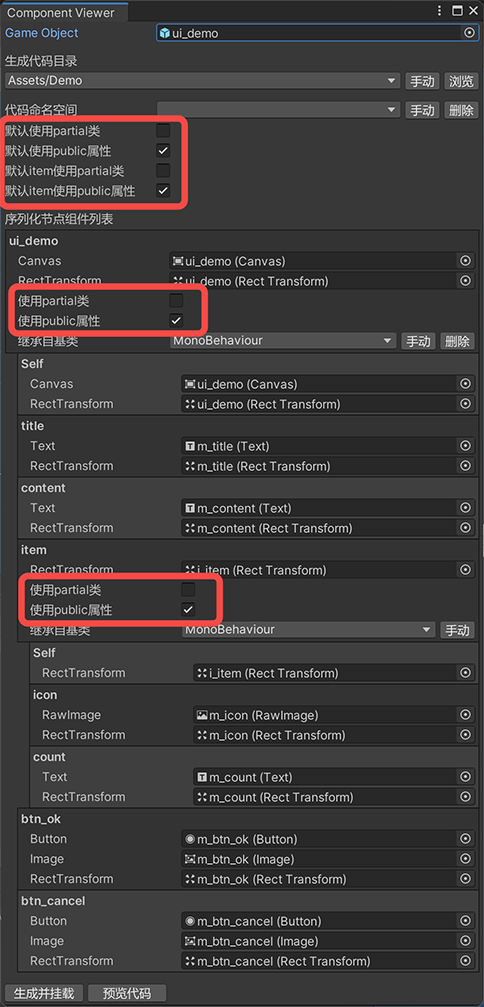 Component Viewer
Game Object ui_demo
生成代码目录
Assets/Demo 手动 浏览
代码命名空间 手动 删除
默认使用partial类
默认使用public属性
默认item使用partial类
默认item使用public属性
序列化节点组件列表
ui_demo
Canvas ui_demo (Canvas)
RectTransform ui_demo (Rect Transform)
使用partial类
使用public属性
继承自基类 MonoBehaviour 手动 删除
Self
Canvas ui_demo (Canvas)
RectTransform ui_demo (Rect Transform)
title
Text m_title (Text)
RectTransform m_title (Rect Transform)
content
Text m_content (Text)
RectTransform m_content (Rect Transform)
item
RectTransform i_item (Rect Transform)
使用partial类
使用public属性
继承自基类 MonoBehaviour 手动
Self
RectTransform i_item (Rect Transform)
icon
RawImage m_icon (RawImage)
RectTransform m_icon (Rect Transform)
count
Text m_count (Text)
RectTransform m_count (Rect Transform)
btn_ok
Button m_btn_ok (Button)
Image m_btn_ok (Image)
RectTransform m_btn_ok (Rect Transform)
btn_cancel
Button m_btn_cancel (Button)
Image m_btn_cancel (Image)
RectTransform m_btn_cancel (Rect Transform)
生成并挂载 预览代码